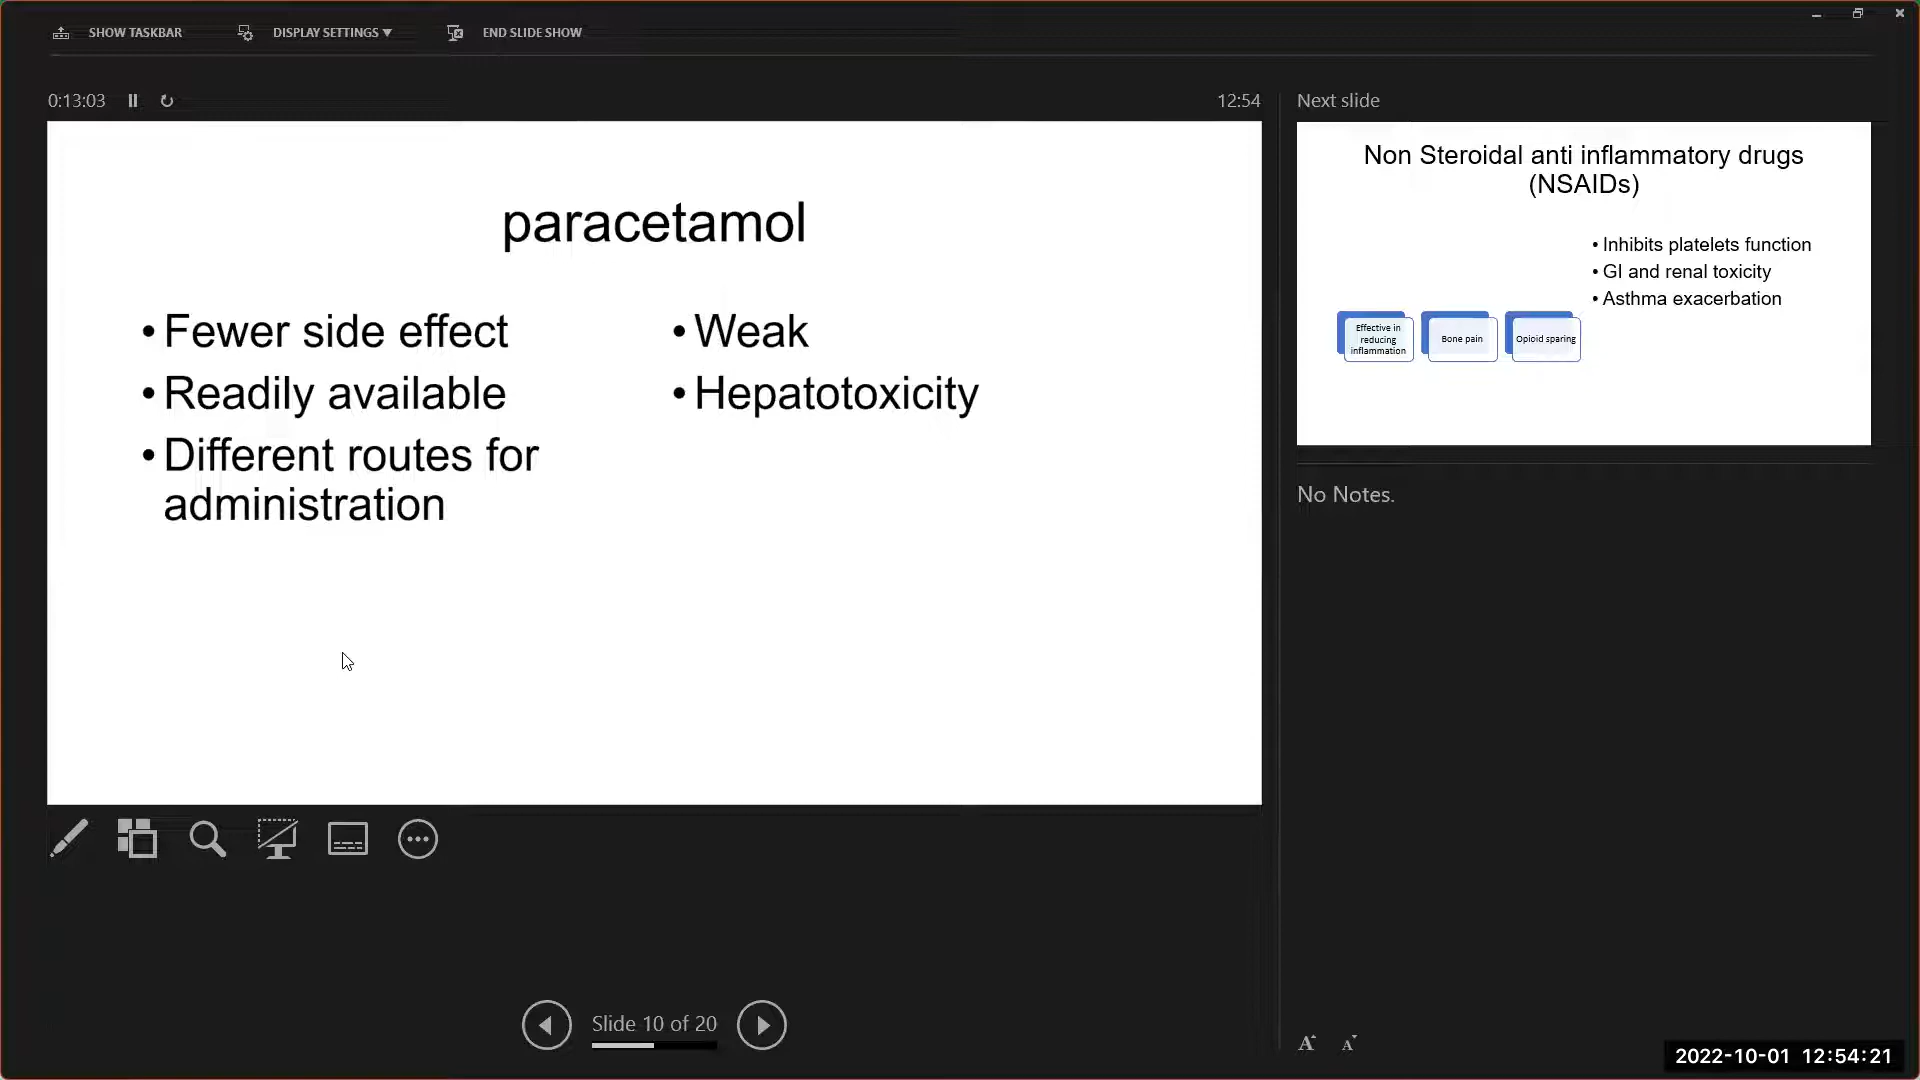 SHOW TASKBAR
DISPLAY SETTINGS ▼
END SLIDE SHOW
0:13:03
12:54
Next slide
paracetamol
• Fewer side effect
• Readily available
• Different routes for
administration
• Weak
• Hepatotoxicity
Non Steroidal anti inflammatory drugs
(NSAIDs)
• Inhibits platelets function
• GI and renal toxicity
• Asthma exacerbation
Effective in
reducing
inflammation
Bone pain
Opioid sparing
No Notes.
Slide 10 of 20
A A
2022-10-01 12:54:21